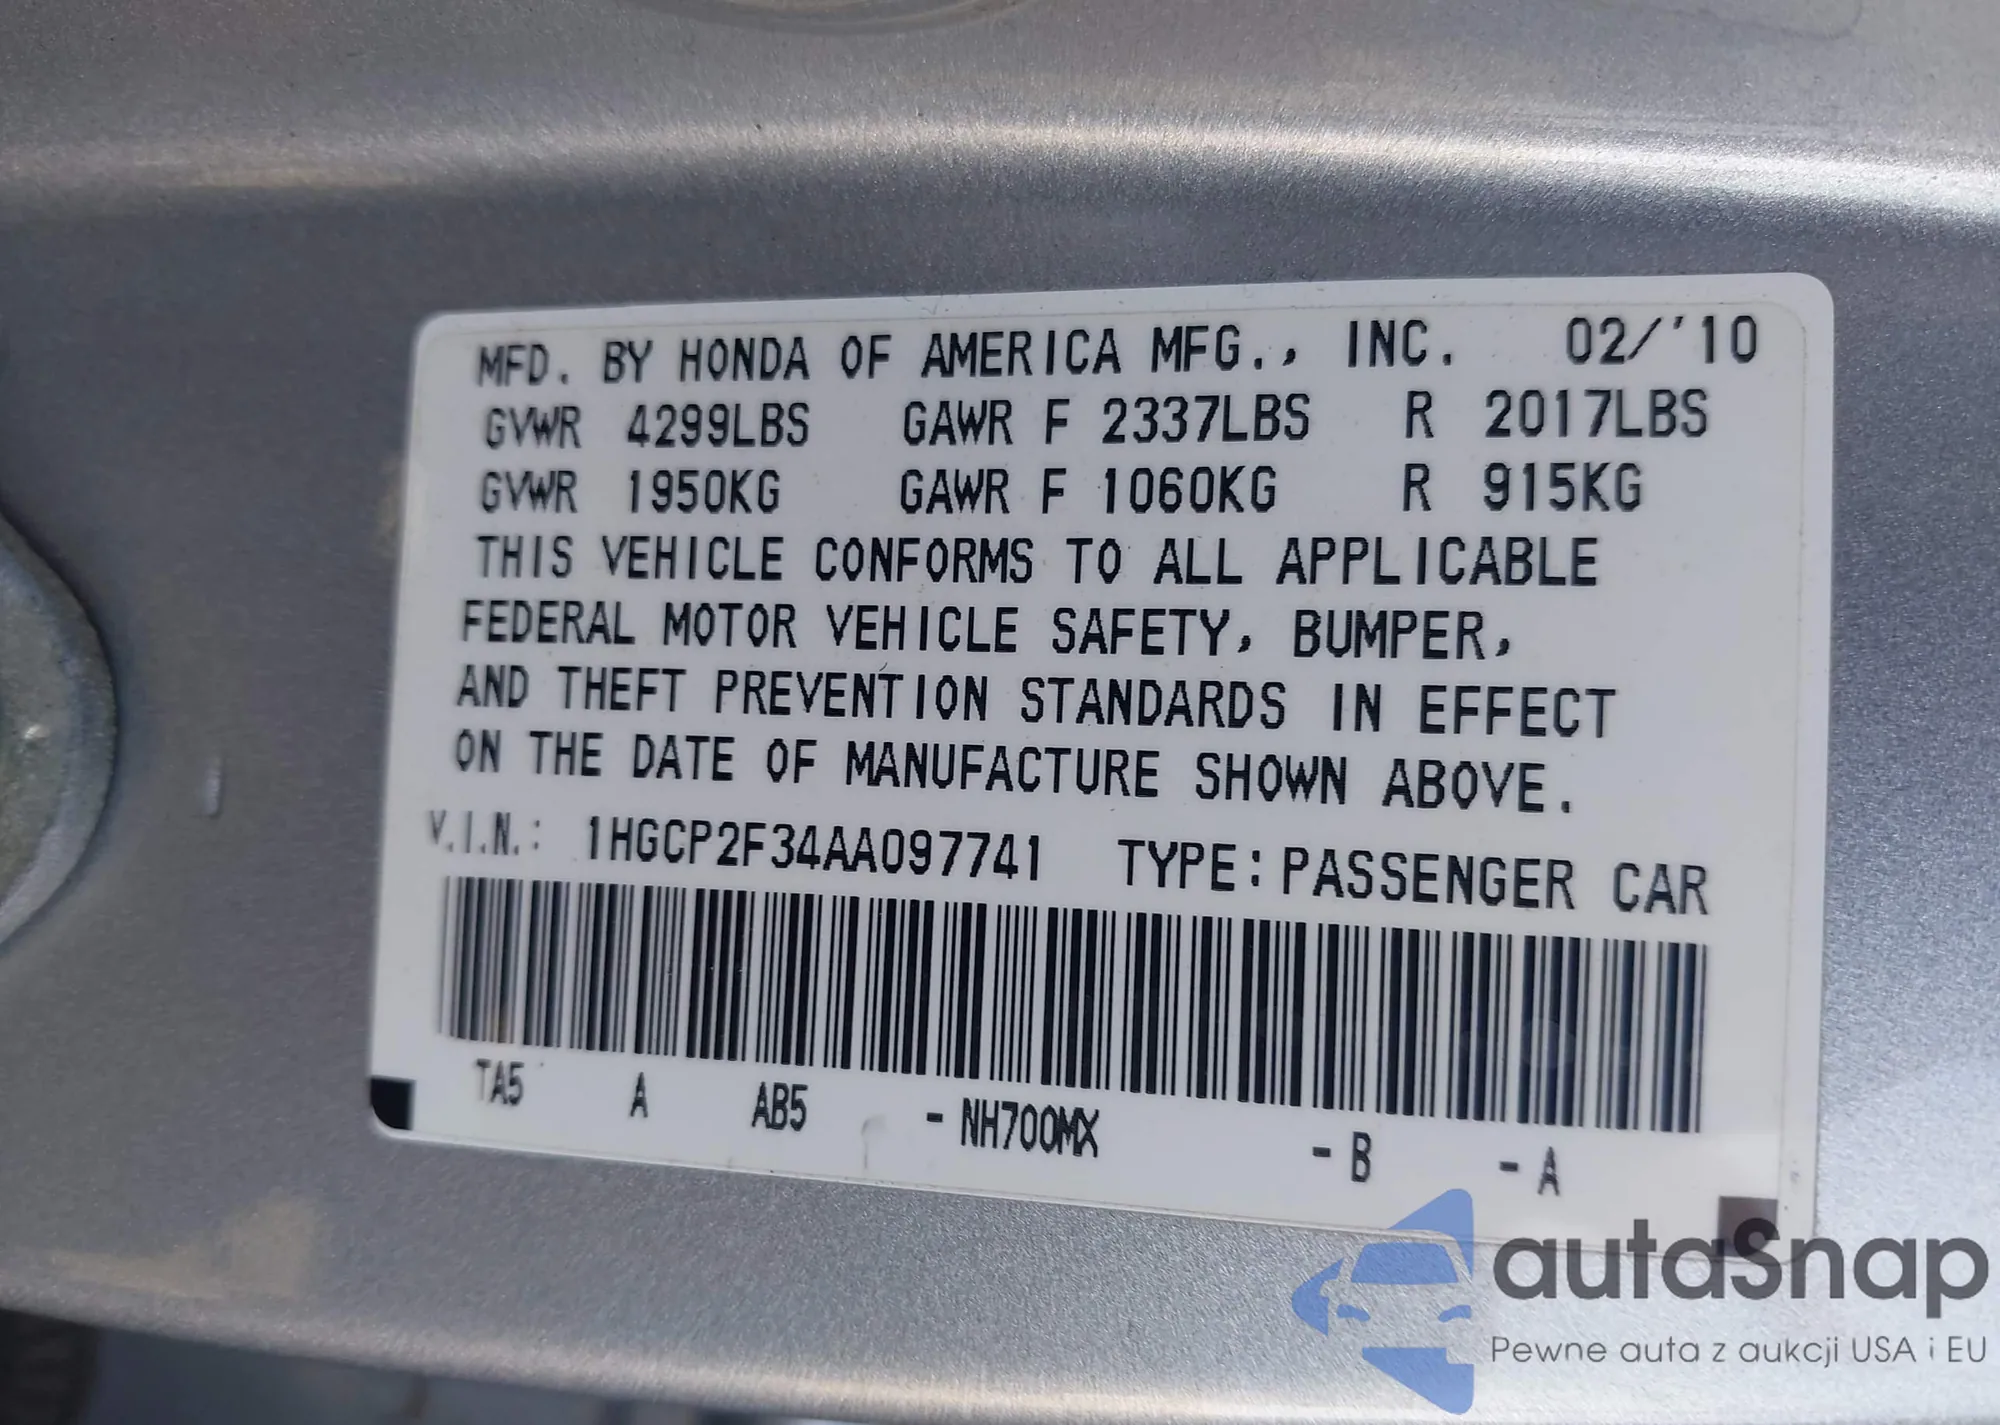 MFD. BY HONDA OF AMERICA MFG., INC. 02/'10
GVWR 4299LBS GAWR F 2337LBS R 2017LBS
GVWR 1950KG GAWR F 1060KG R 915KG
THIS VEHICLE CONFORMS TO ALL APPLICABLE
FEDERAL MOTOR VEHICLE SAFETY, BUMPER,
AND THEFT PREVENTION STANDARDS IN EFFECT
ON THE DATE OF MANUFACTURE SHOWN ABOVE.
V.I.N.: 1HGCP2F34AA097741 TYPE: PASSENGER CAR
TA5 A AB5 - NH700MX - B - A
autaSnap
Pewne auta z aukcji USA i EU